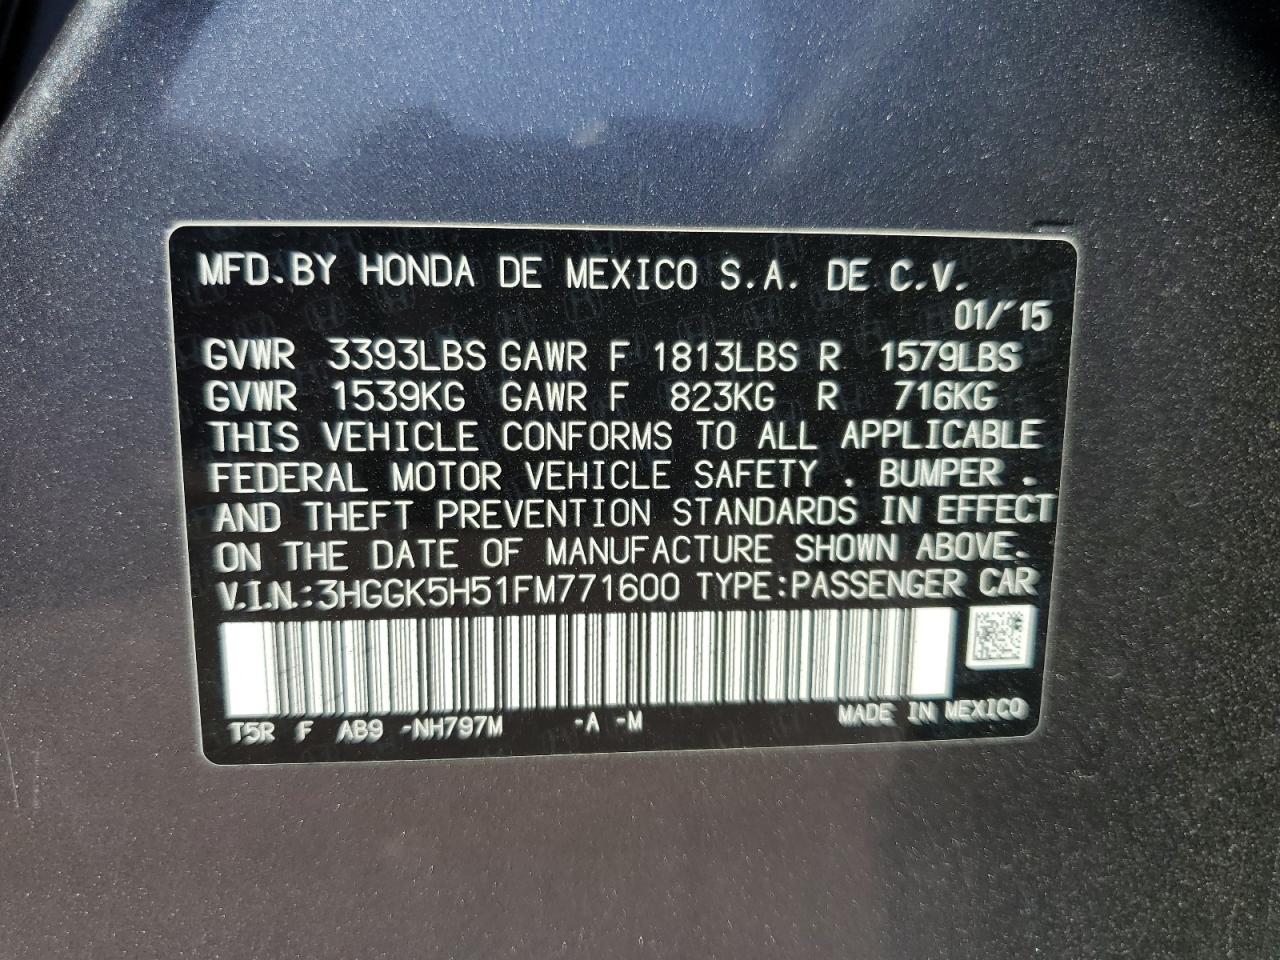 MFD.BY HONDA DE MEXICO S.A. DE C.V.
01/15
GVWR 3393LBS GAWR F 1813LBS R 1579LBS
GVWR 1539KG GAWR F 823KG R 716KG
THIS VEHICLE CONFORMS TO ALL APPLICABLE
FEDERAL MOTOR VEHICLE SAFETY . BUMPER .
AND THEFT PREVENTION STANDARDS IN EFFECT
ON THE DATE OF MANUFACTURE SHOWN ABOVE.
V.I.N.:3HGGK5H51FM771600 TYPE:PASSENGER CAR
T5R F AB9 -NH797M -A -M MADE IN MEXICO